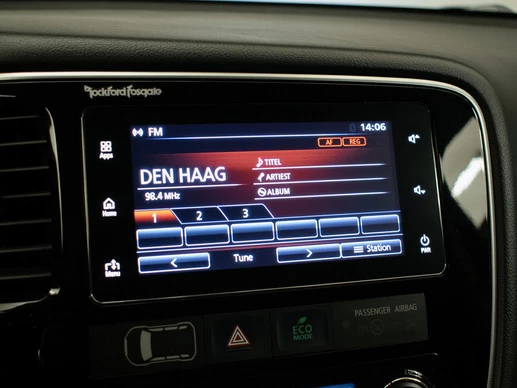 Rockford Fosgate
FM
14:06
AF REG
Apps
DEN HAAG
98.4 MHz
TITEL
ARTIEST
ALBUM
Home
1 2 3
Menu
Tune
Station
PWR
ECO
MODE
PASSENGER AIRBAG